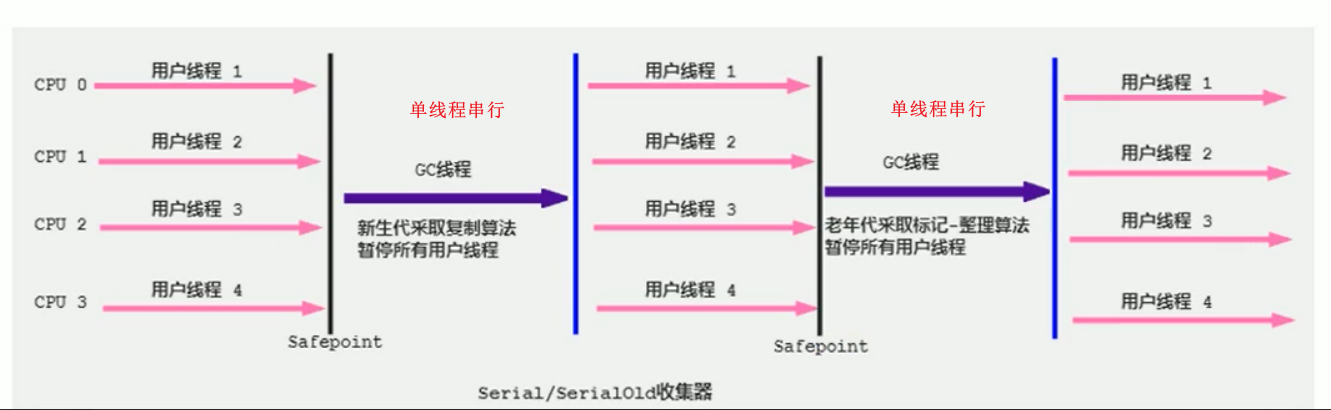 CPU 0 用户线程 1 用户线程 1 用户线程 1
单线程串行 单线程串行
CPU 1 用户线程 2 用户线程 2 用户线程 2
GC线程 GC线程
CPU 2 用户线程 3 用户线程 3 用户线程 3
新生代采取复制算法 老年代采取标记-整理算法
暂停所有用户线程 暂停所有用户线程
CPU 3 用户线程 4 用户线程 4 用户线程 4
Safepoint Safepoint
Serial/SerialOld收集器